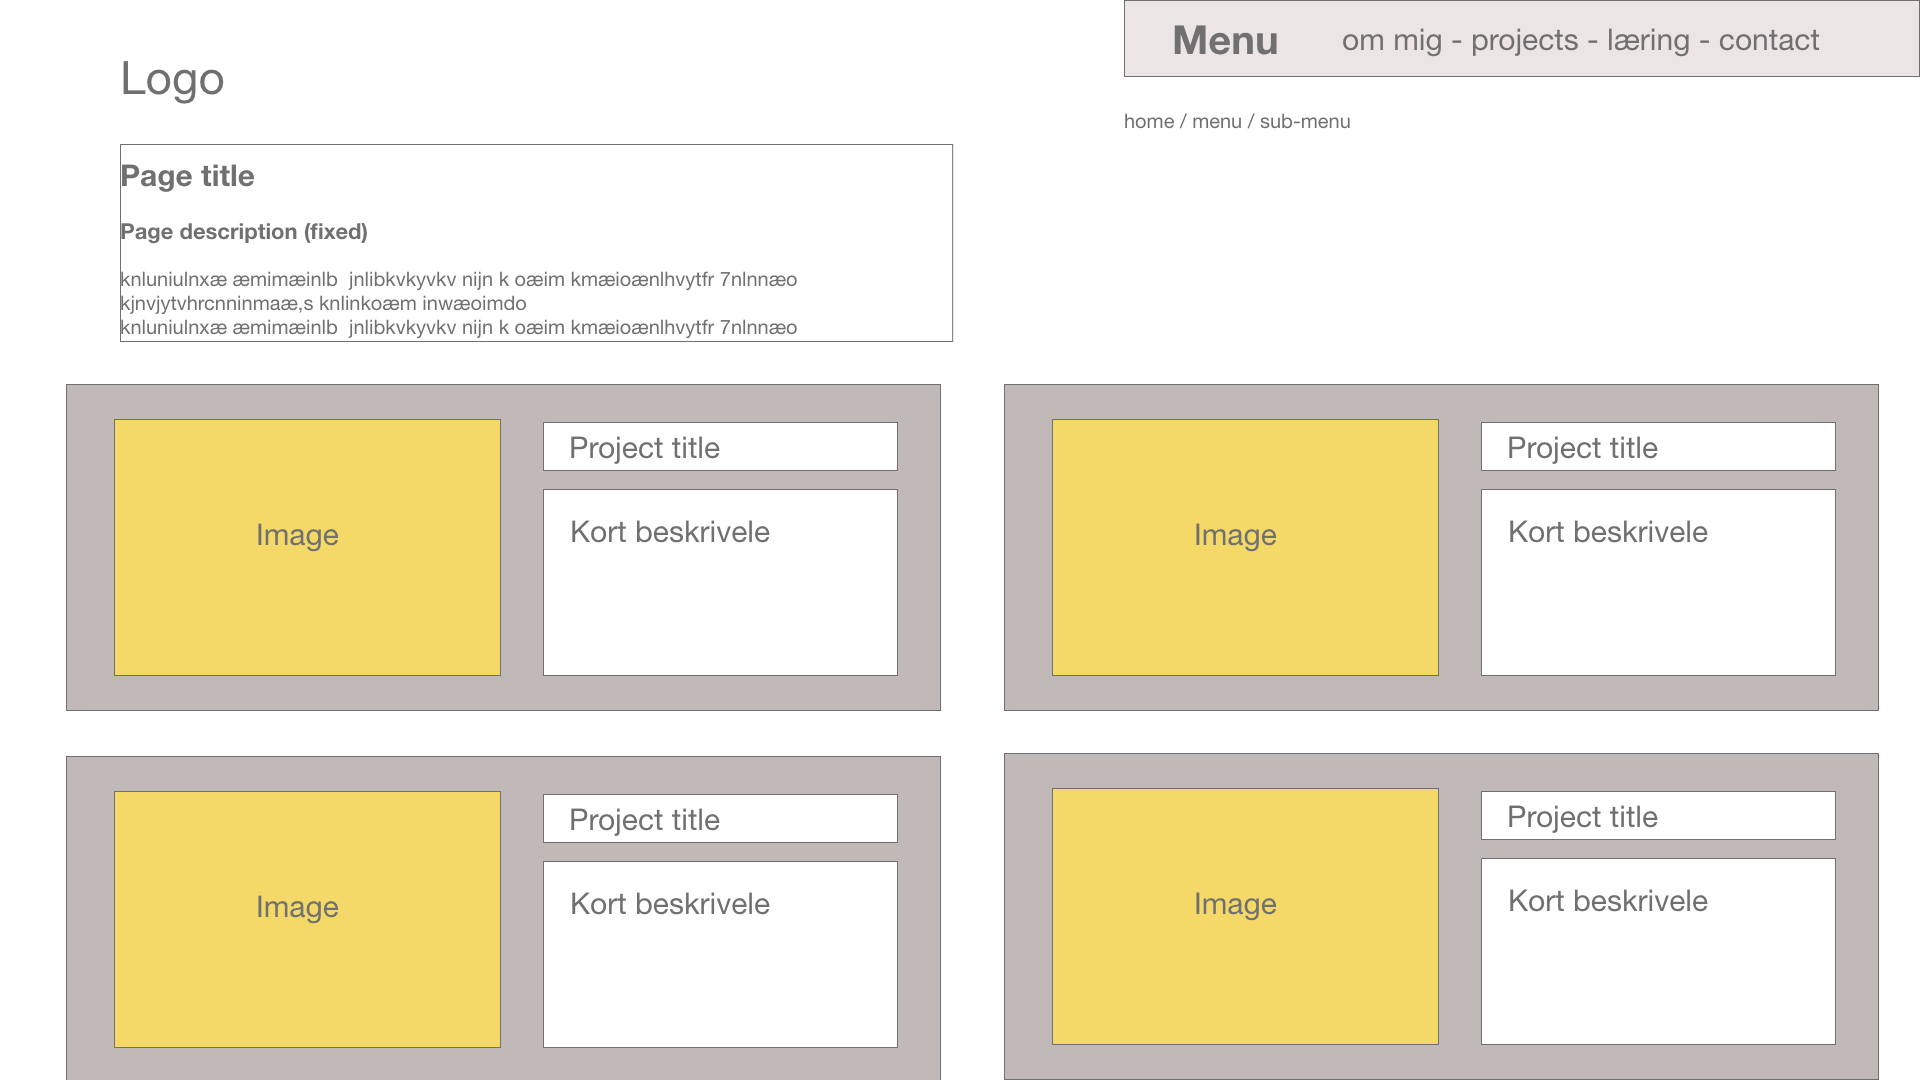 Menu om mig - projects - læring - contact
Logo
home / menu / sub-menu
Page title
Page description (fixed)
knluniulnxæ æmimæinlb  jnlibkvkyvkv nijn k oæim kmæioænlhvytfr 7nlnnæo
kjnvjytvhrcnninmaæ,s knlinkoæm inwæoimdo
knluniulnxæ æmimæinlb  jnlibkvkyvkv nijn k oæim kmæioænlhvytfr 7nlnnæo
Image
Project title
Kort beskrivele
Image
Project title
Kort beskrivele
Image
Project title
Kort beskrivele
Image
Project title
Kort beskrivele